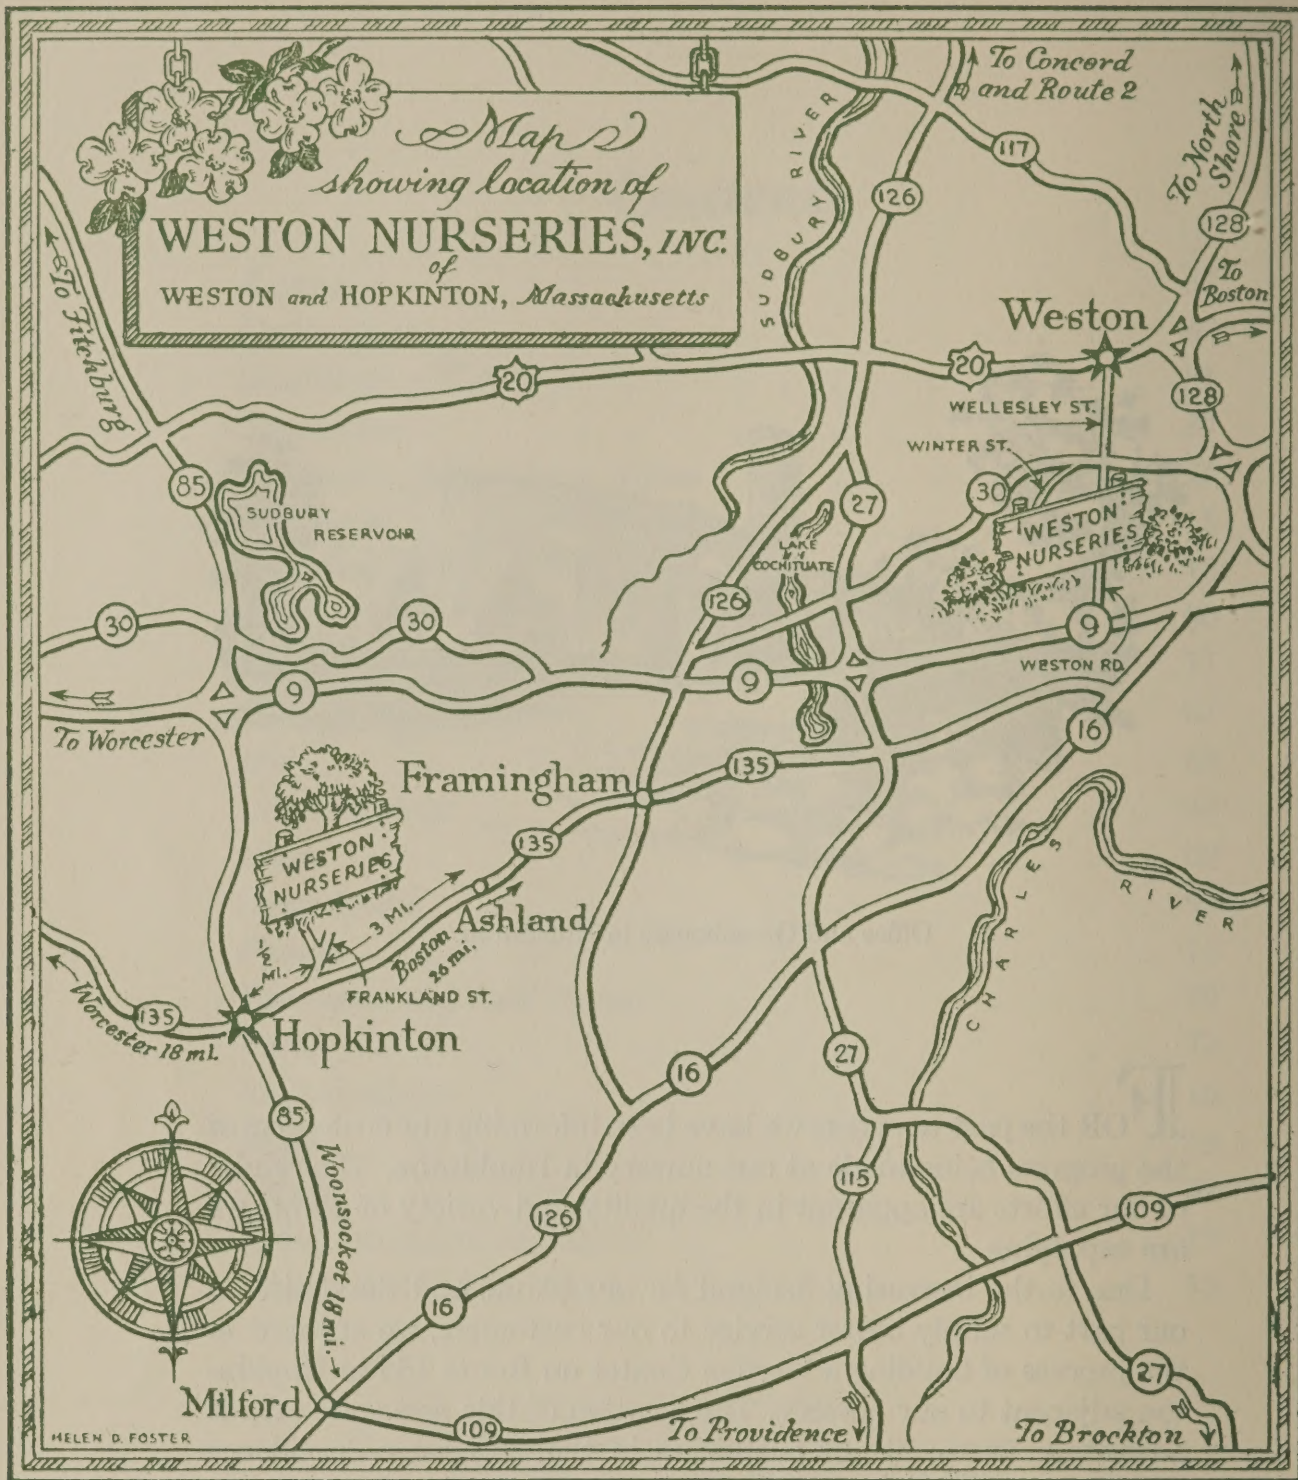 Map
showing location of
WESTON NURSERIES, INC.
of
WESTON and HOPKINTON, Massachusetts
To Concord
and Route 2
To North
Shore
117
126
128
To
Boston
SUDBURY RIVER
To Fitchburg
Weston
20
20
128
WELLESLEY ST.
WINTER ST.
85
27
30
SUDBURY
RESERVOIR
WESTON
NURSERIES
LAKE
COCHITUATE
126
30
30
9
WESTON RD.
9
9
To Worcester
16
Framingham
135
135
WESTON
NURSERIES
CHARLES RIVER
3 MI.
Ashland
1/2
MI.
Boston
26 mi.
FRANKLAND ST.
135
Worcester 18 mi.
Hopkinton
27
16
85
Woonsocket 18 mi.
115
126
109
16
27
Milford
109
To Providence
To Brockton
HELEN D. FOSTER